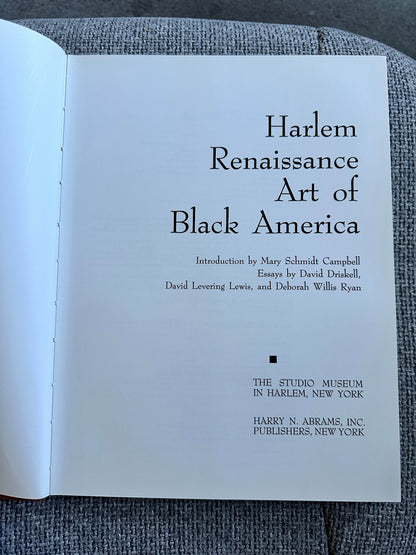 Harlem
Renaissance
Art of
Black America
Introduction by Mary Schmidt Campbell
Essays by David Driskell,
David Levering Lewis, and Deborah Willis Ryan
THE STUDIO MUSEUM
IN HARLEM, NEW YORK
HARRY N. ABRAMS, INC.
PUBLISHERS, NEW YORK